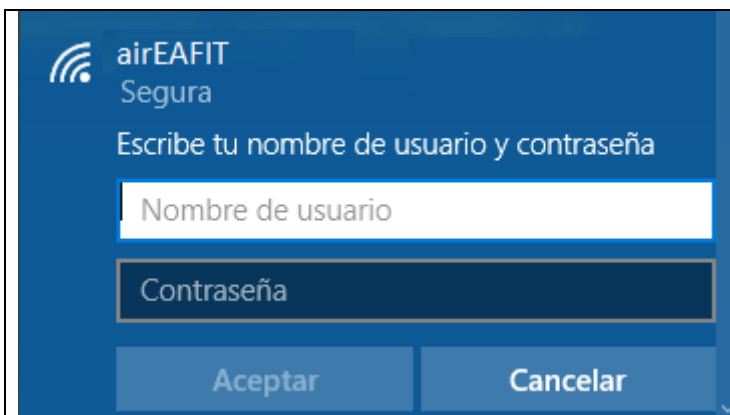 airEAFIT
Segura
Escribe tu nombre de usuario y contraseña
Nombre de usuario
Contraseña
Aceptar Cancelar